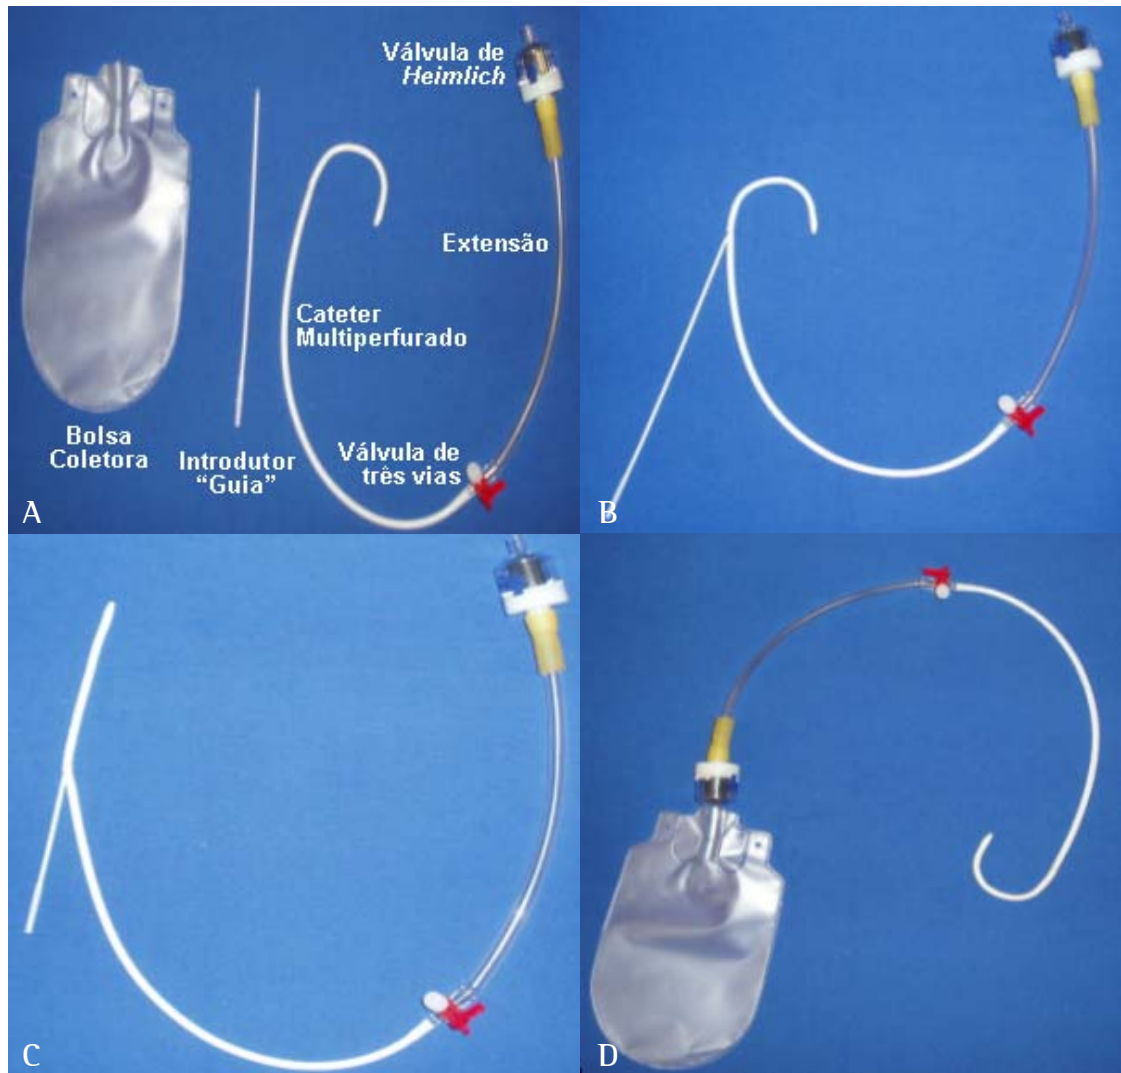 Válvula de
Heimlich
Extensão
Cateter
Multiperfurado
Bolsa
Coletora
Introdutor
“Guia”
Válvula de
três vias
A
B
C
D